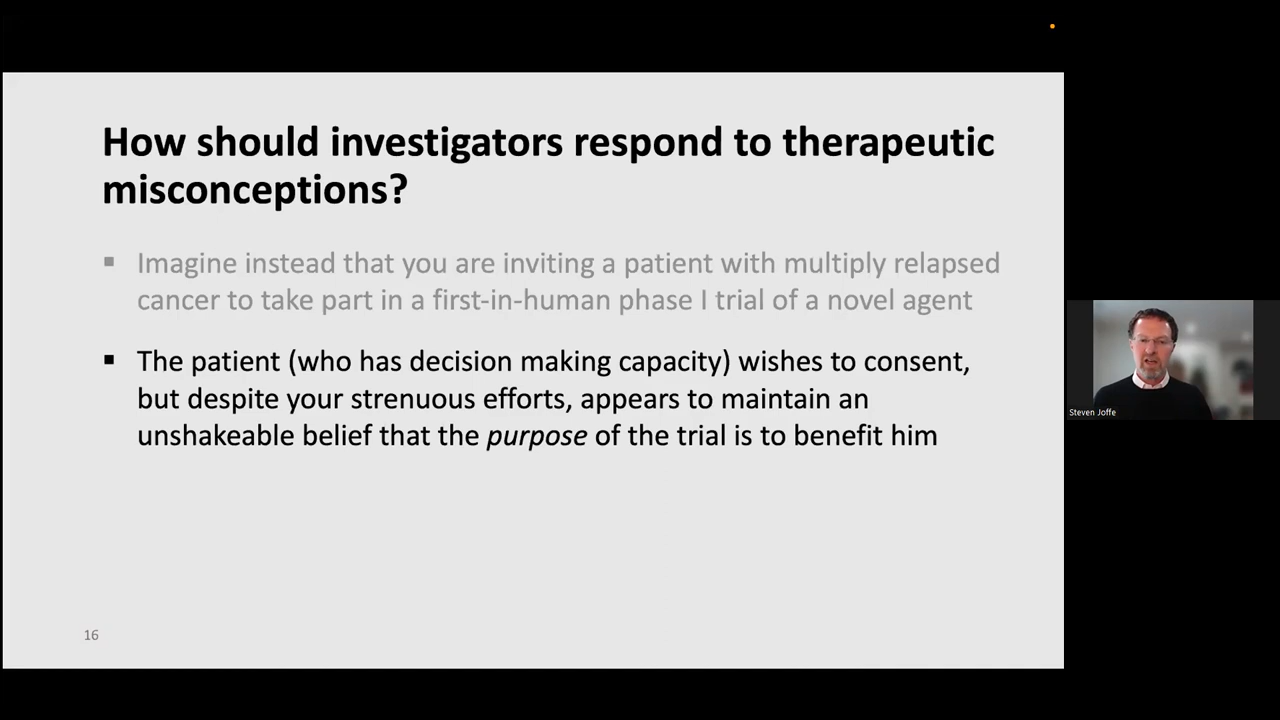 How should investigators respond to therapeutic
misconceptions?
▪ Imagine instead that you are inviting a patient with multiply relapsed
cancer to take part in a first-in-human phase I trial of a novel agent
▪ The patient (who has decision making capacity) wishes to consent,
but despite your strenuous efforts, appears to maintain an
unshakeable belief that the purpose of the trial is to benefit him
Steven Joffe
16